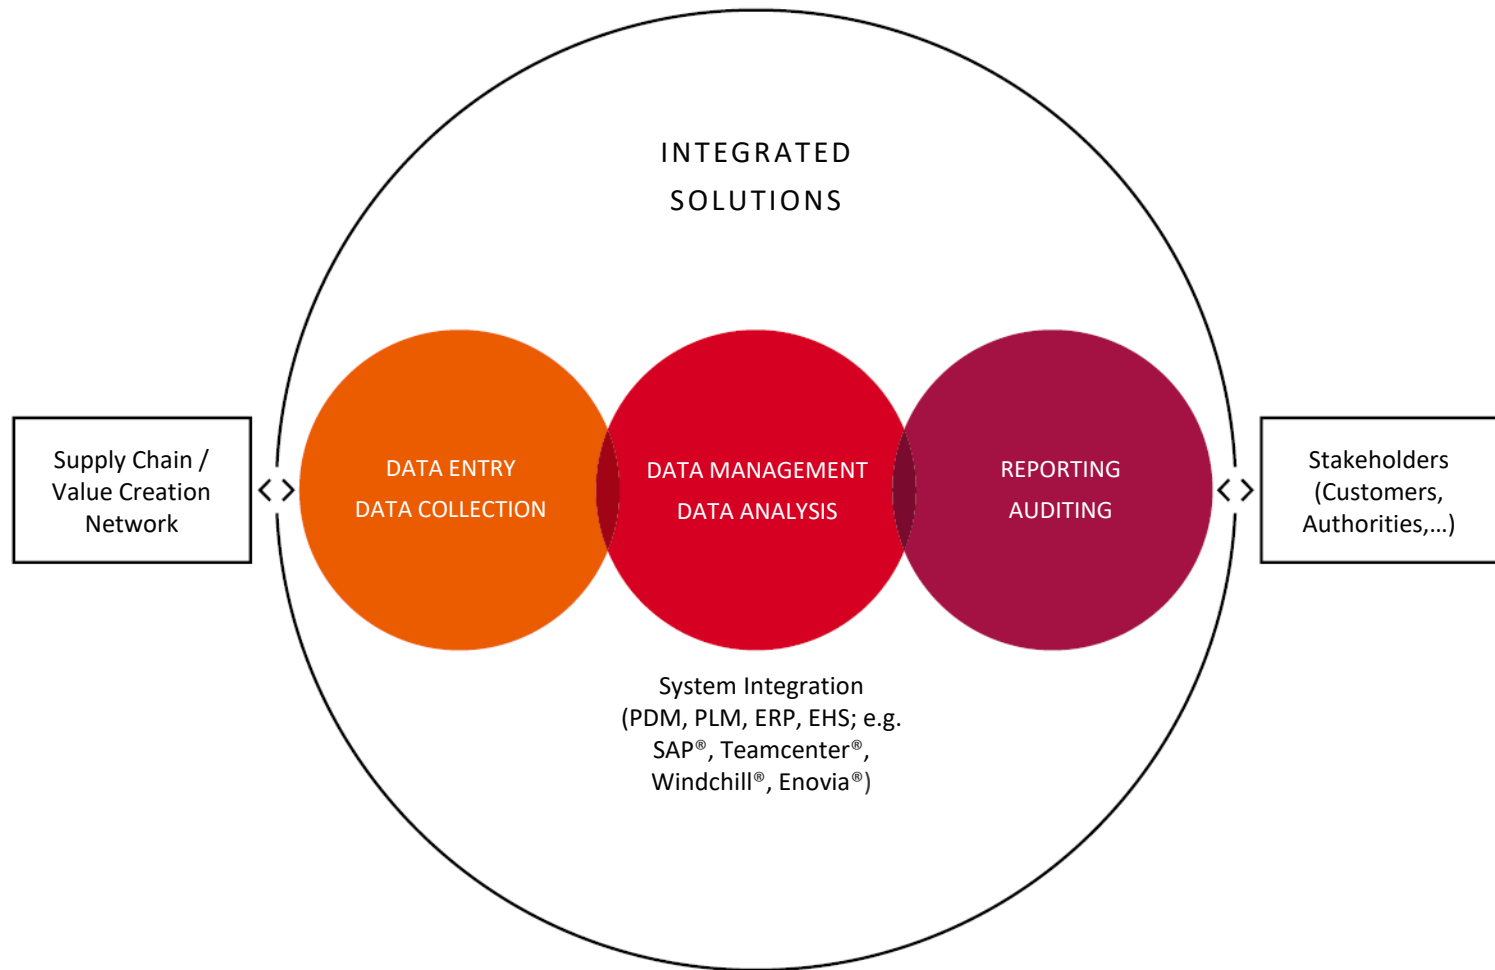 INTEGRATED
SOLUTIONS
Supply Chain /
Value Creation
Network
DATA ENTRY
DATA COLLECTION
DATA MANAGEMENT
DATA ANALYSIS
REPORTING
AUDITING
Stakeholders
(Customers,
Authorities,...)
System Integration
(PDM, PLM, ERP, EHS; e.g.
SAP®, Teamcenter®,
Windchill®, Enovia®)